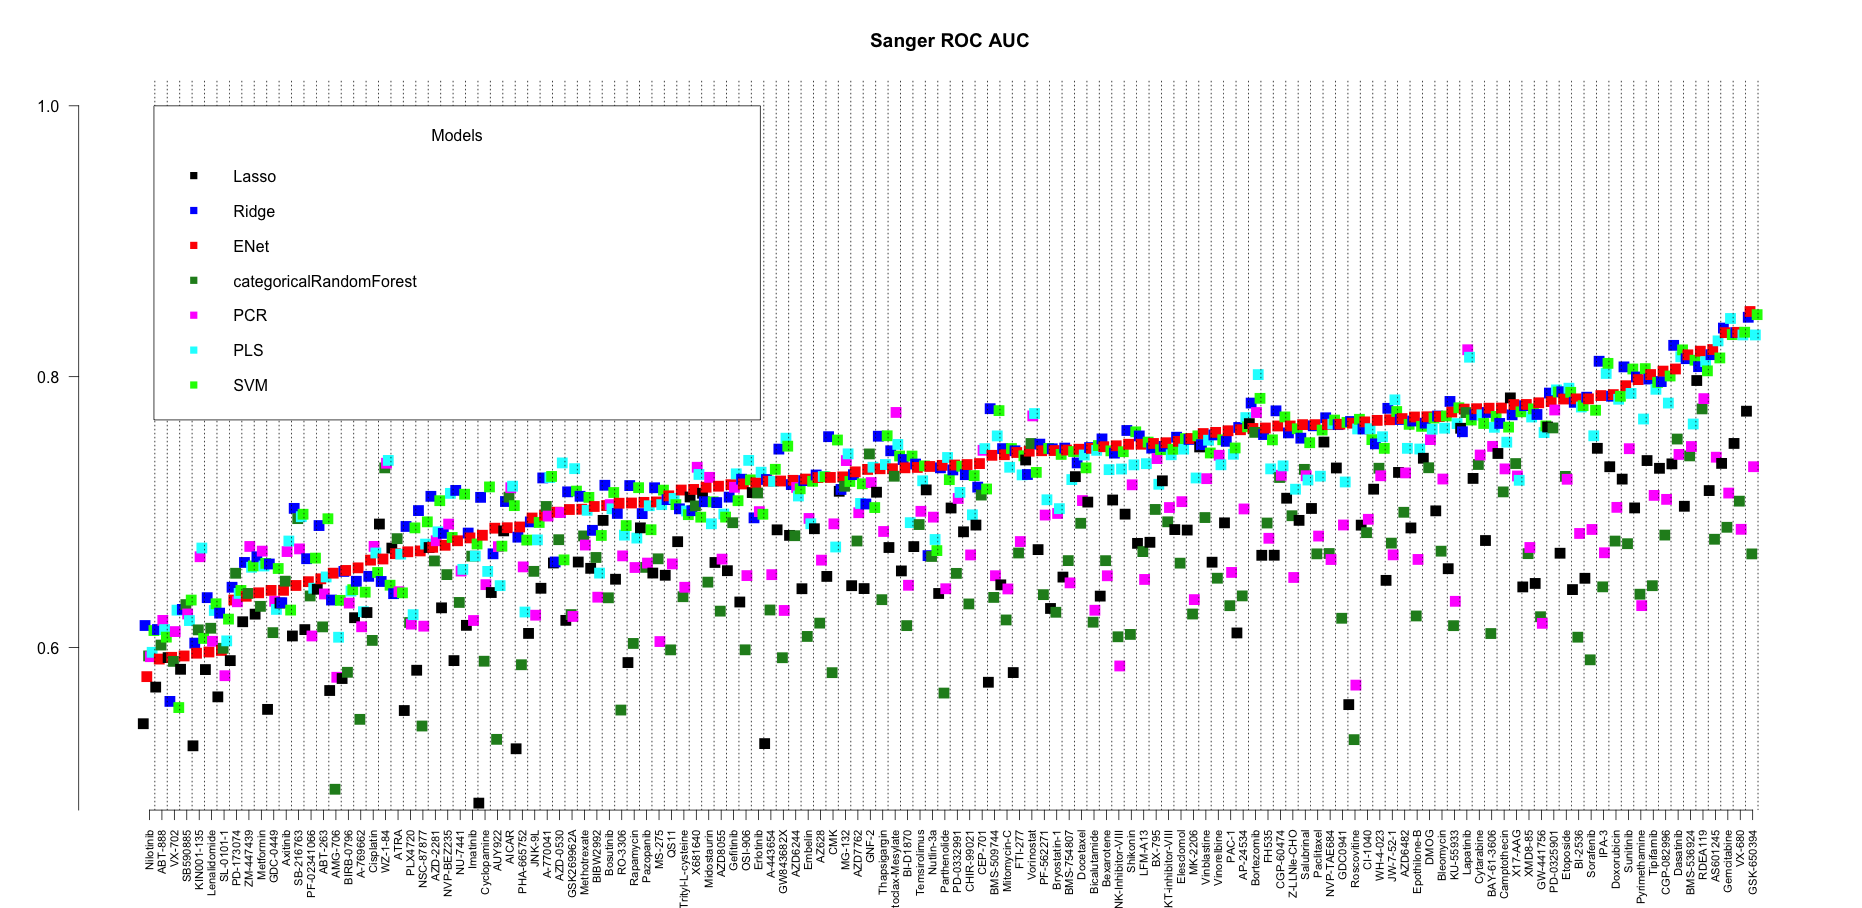 Sanger ROC AUC
1.0
0.8
0.6
Models
Lasso
Ridge
ENet
categoricalRandomForest
PCR
PLS
SVM
Nilotinib
ABT-888
VX-702
SB590885
KIN001-135
Lenalidomide
SL-0101-1
PD-173074
ZM-447439
Metformin
GDC-0449
Axitinib
SB-216763
PF-02341066
ABT-263
AMG-706
BIRB-0796
A-769662
Cisplatin
WZ-1-84
ATRA
PLX4720
NSC-87877
AZD-2281
NVP-BEZ235
NU-7441
Imatinib
Cyclopamine
AUY922
AICAR
PHA-665752
JNK-9L
A-770041
AZD-0530
GSK269962A
Methotrexate
BIBW2992
Bosutinib
RO-3306
Rapamycin
Pazopanib
MS-275
QS11
Trityl-L-cysteine
X681640
Midostaurin
AZD8055
Gefitinib
OSI-906
Erlotinib
A-443654
GW843682X
AZD6244
Embelin
AZ628
CMK
MG-132
AZD7762
GNF-2
Thapsigargin
todax-Mesylate
BI-D1870
Temsirolimus
Nutlin-3a
Parthenolide
PD-0332991
CHIR-99021
CEP-701
BMS-509744
Mitomycin-C
FTI-277
Vorinostat
PF-562271
Bryostatin-1
BMS-754807
Docetaxel
Bicalutamide
Bexarotene
NK-Inhibitor-VIII
Shikonin
LFM-A13
BX-795
KT-inhibitor-VIII
Elesclomol
MK-2206
Vinblastine
Vinorelbine
PAC-1
AP-24534
Bortezomib
FH535
CGP-60474
Z-LLNle-CHO
Salubrinal
Paclitaxel
NVP-TAE684
GDC0941
Roscovitine
CI-1040
WH-4-023
JW-7-52-1
AZD6482
Epothilone-B
DMOG
Bleomycin
KU-55933
Lapatinib
Cytarabine
BAY-61-3606
Camptothecin
X17-AAG
XMD8-85
GW-441756
PD-0325901
Etoposide
BI-2536
Sorafenib
IPA-3
Doxorubicin
Sunitinib
Pyrimethamine
Tipifarnib
CGP-082996
Dasatinib
BMS-536924
RDEA119
AS601245
Gemcitabine
VX-680
GSK-650394